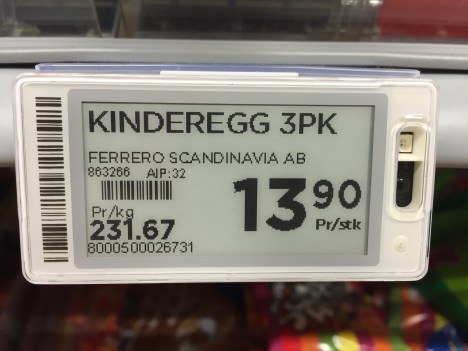 KINDEREGG 3PK
FERRERO SCANDINAVIA AB
863266 AIP:32
13 90
Pr/stk
Pr/kg
231.67
8000500026731